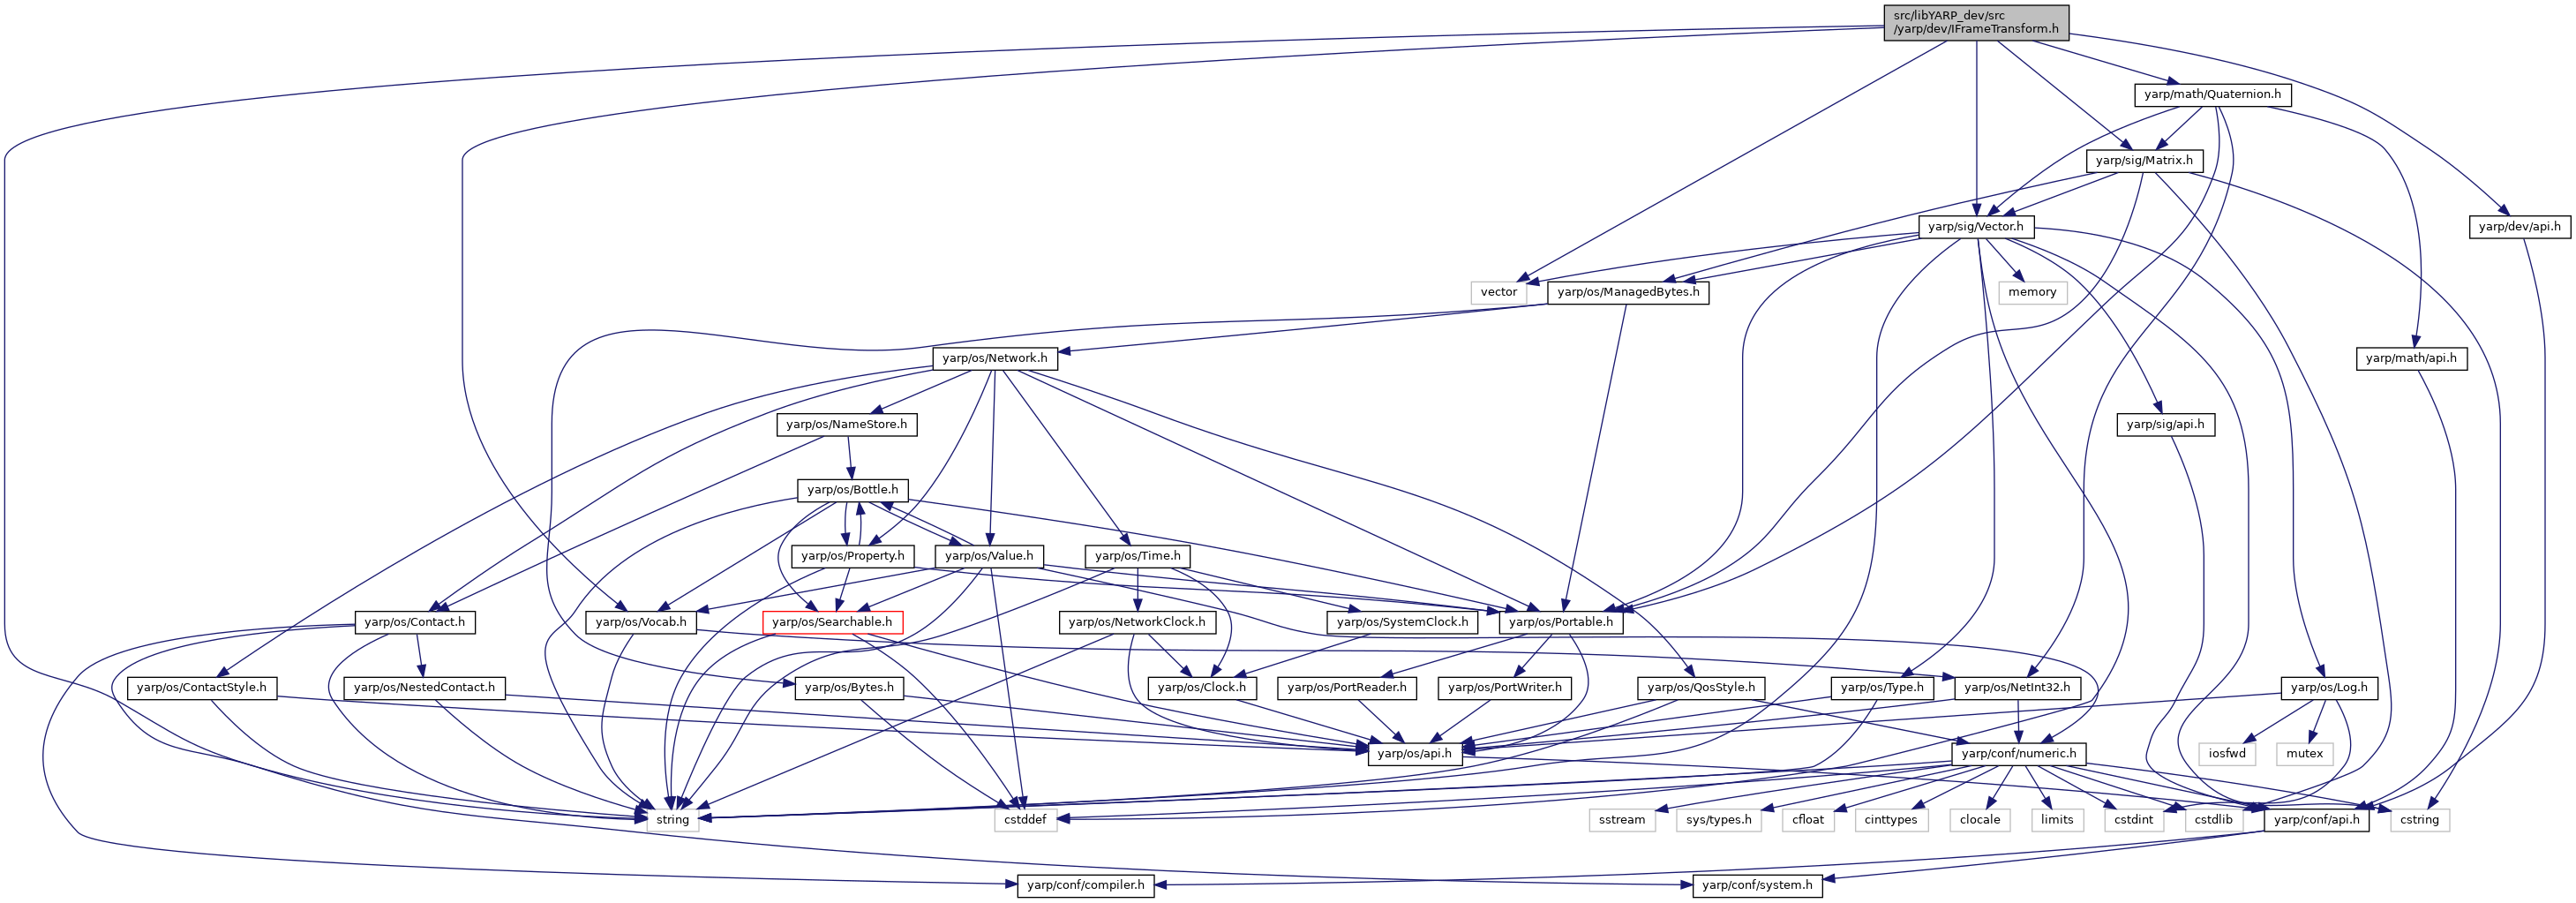 src/libYARP_dev/src
/yarp/dev/IFrameTransform.h
yarp/math/Quaternion.h
yarp/sig/Matrix.h
yarp/sig/Vector.h
yarp/dev/api.h
vector
yarp/os/ManagedBytes.h
memory
yarp/os/Network.h
yarp/math/api.h
yarp/os/NameStore.h
yarp/sig/api.h
yarp/os/Bottle.h
yarp/os/Property.h
yarp/os/Value.h
yarp/os/Time.h
yarp/os/Contact.h
yarp/os/Vocab.h
yarp/os/Searchable.h
yarp/os/NetworkClock.h
yarp/os/SystemClock.h
yarp/os/Portable.h
yarp/os/ContactStyle.h
yarp/os/NestedContact.h
yarp/os/Bytes.h
yarp/os/Clock.h
yarp/os/PortReader.h
yarp/os/PortWriter.h
yarp/os/QosStyle.h
yarp/os/Type.h
yarp/os/NetInt32.h
yarp/os/Log.h
yarp/os/api.h
yarp/conf/numeric.h
iosfwd
mutex
string
cstddef
sstream
sys/types.h
cfloat
cinttypes
clocale
limits
cstdint
cstdlib
yarp/conf/api.h
cstring
yarp/conf/compiler.h
yarp/conf/system.h